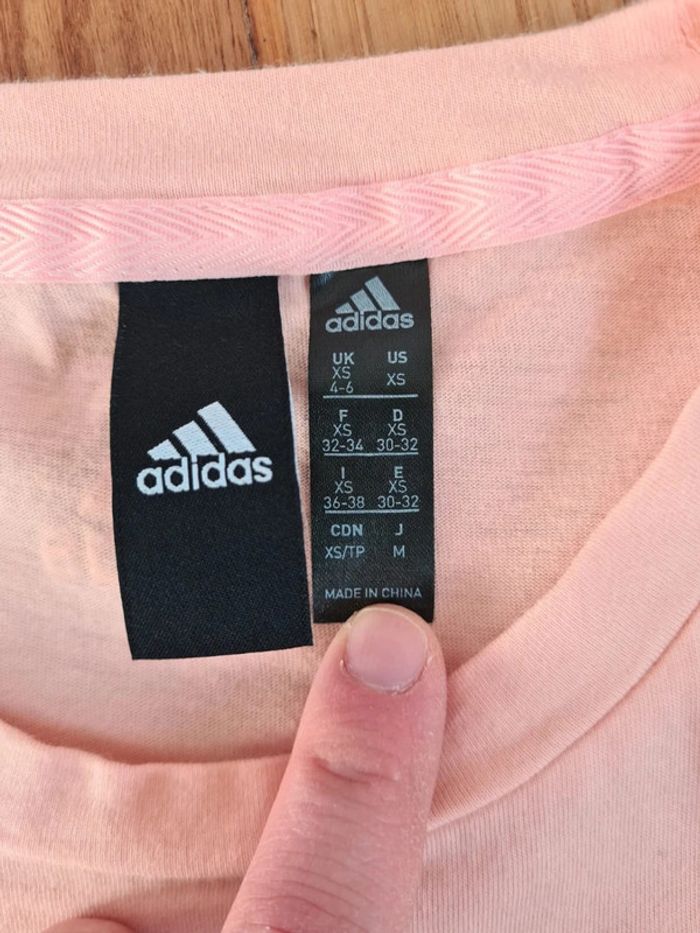 adidas
adidas
UK US
XS XS
4-6
F D
XS XS
32-34 30-32
I E
XS XS
36-38 30-32
CDN J
XS/TP M
MADE IN CHINA